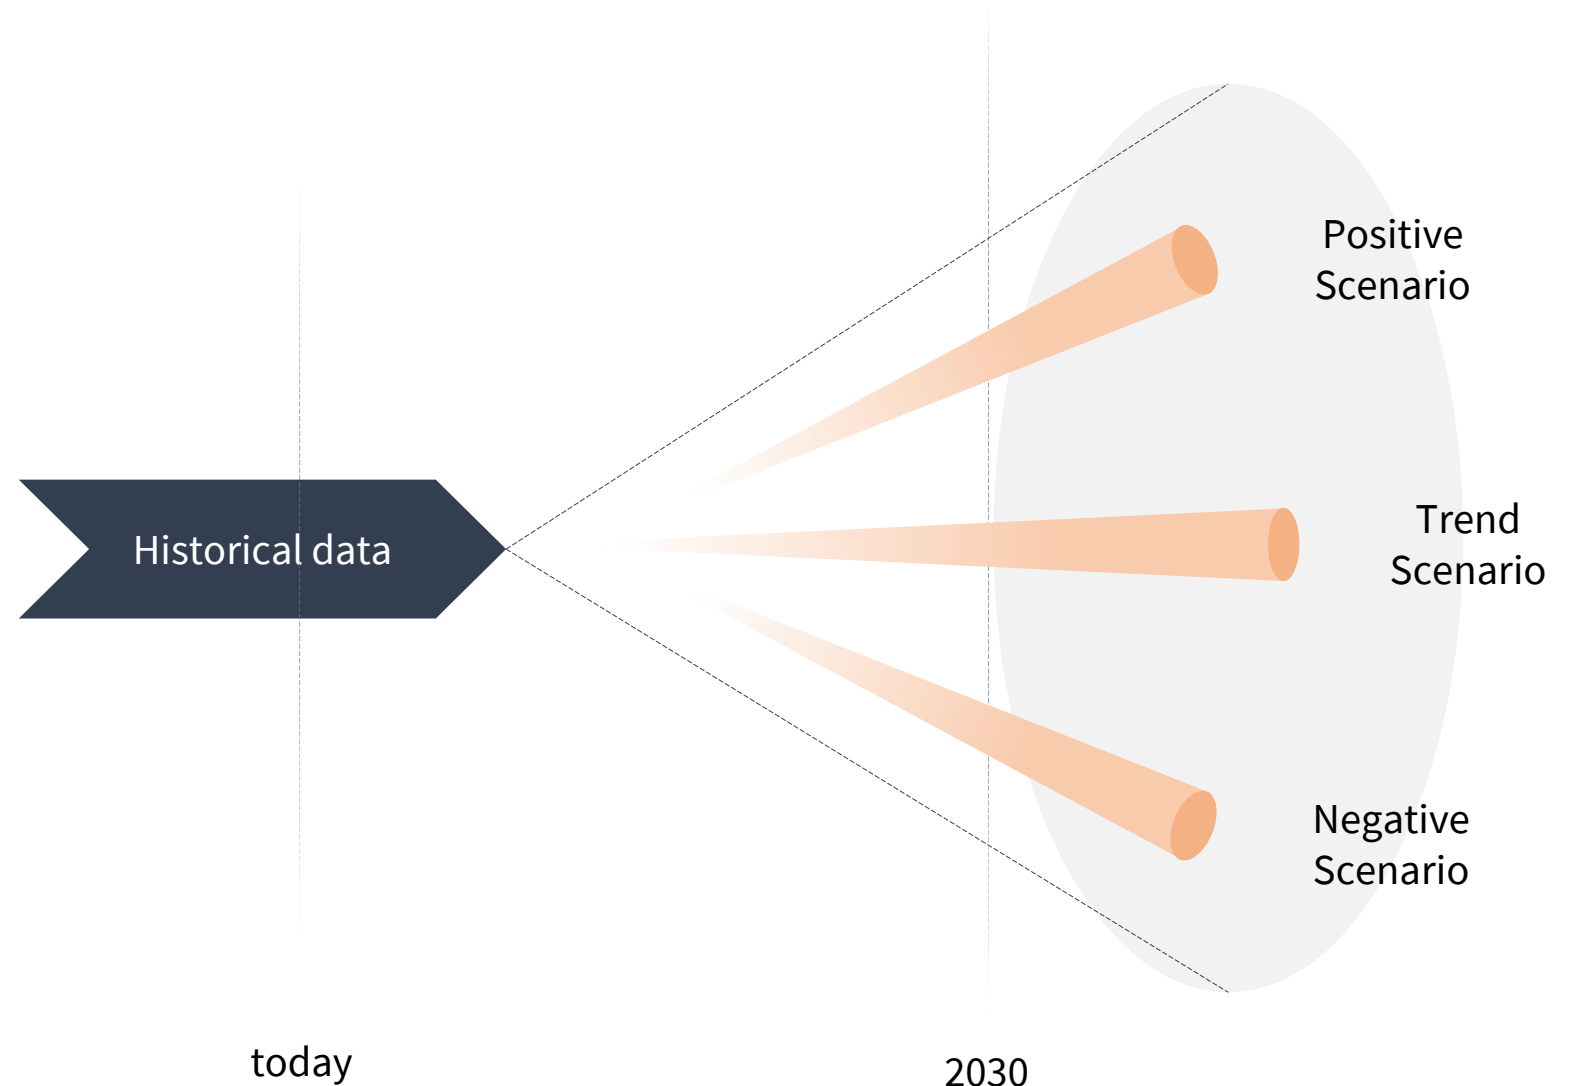 Positive
Scenario
Historical data
Trend
Scenario
Negative
Scenario
today
2030